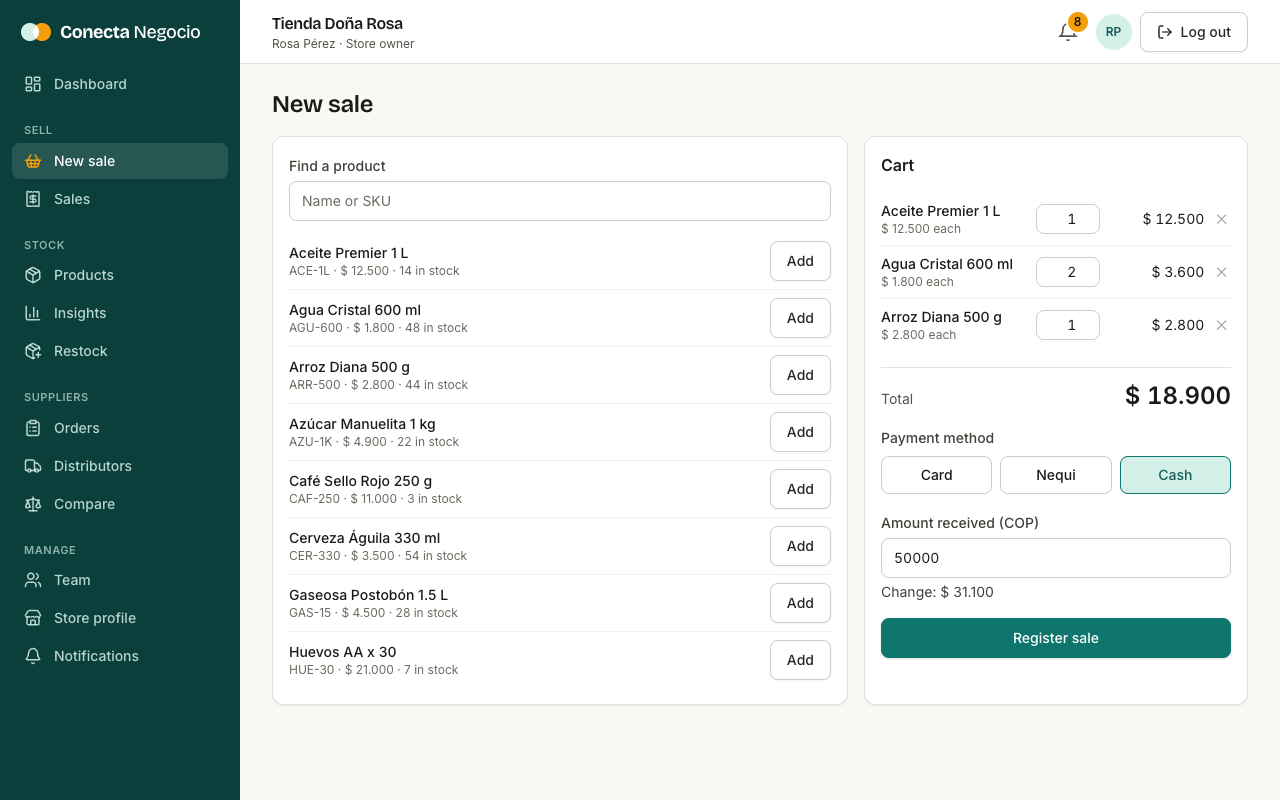 Conecta Negocio
Dashboard
SELL
New sale
Sales
STOCK
Products
Insights
Restock
SUPPLIERS
Orders
Distributors
Compare
MANAGE
Team
Store profile
Notifications
Tienda Doña Rosa
Rosa Pérez · Store owner
8
RP
Log out
New sale
Find a product
Name or SKU
Aceite Premier 1 L
ACE-1L · $ 12.500 · 14 in stock
Add
Agua Cristal 600 ml
AGU-600 · $ 1.800 · 48 in stock
Add
Arroz Diana 500 g
ARR-500 · $ 2.800 · 44 in stock
Add
Azúcar Manuelita 1 kg
AZU-1K · $ 4.900 · 22 in stock
Add
Café Sello Rojo 250 g
CAF-250 · $ 11.000 · 3 in stock
Add
Cerveza Águila 330 ml
CER-330 · $ 3.500 · 54 in stock
Add
Gaseosa Postobón 1.5 L
GAS-15 · $ 4.500 · 28 in stock
Add
Huevos AA x 30
HUE-30 · $ 21.000 · 7 in stock
Add
Cart
Aceite Premier 1 L
$ 12.500 each
1
$ 12.500
Agua Cristal 600 ml
$ 1.800 each
2
$ 3.600
Arroz Diana 500 g
$ 2.800 each
1
$ 2.800
Total
$ 18.900
Payment method
Card
Nequi
Cash
Amount received (COP)
50000
Change: $ 31.100
Register sale